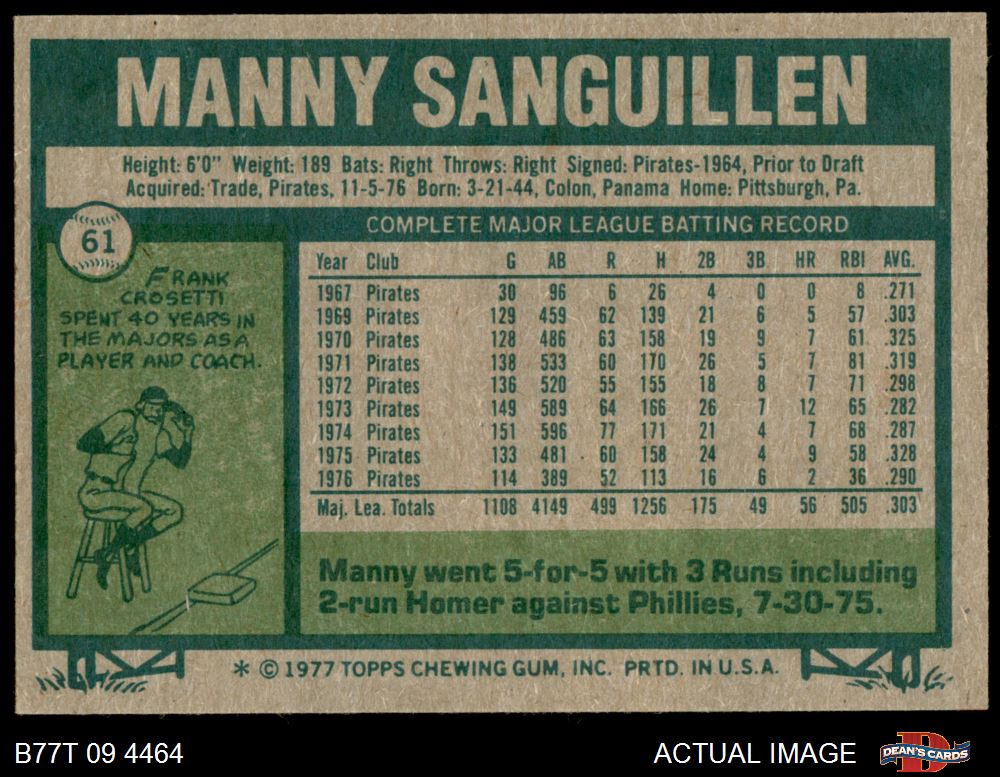 MANNY SANGUILLEN
Height: 6'0" Weight: 189 Bats: Right Throws: Right Signed: Pirates-1964, Prior to Draft
Acquired: Trade, Pirates, 11-5-76 Born: 3-21-44, Colon, Panama Home: Pittsburgh, Pa.
61
FRANK
CROSETTI
SPENT 40 YEARS IN
THE MAJORS AS A
PLAYER AND COACH.
COMPLETE MAJOR LEAGUE BATTING RECORD
Year Club G AB R H 2B 3B HR RBI AVG.
1967 Pirates 30 96 6 26 4 0 0 8 .271
1969 Pirates 129 459 62 139 21 6 5 57 .303
1970 Pirates 128 486 63 158 19 9 7 61 .325
1971 Pirates 138 533 60 170 26 5 7 81 .319
1972 Pirates 136 520 55 155 18 8 7 71 .298
1973 Pirates 149 589 64 166 26 7 12 65 .282
1974 Pirates 151 596 77 171 21 4 7 68 .287
1975 Pirates 133 481 60 158 24 4 9 58 .328
1976 Pirates 114 389 52 113 16 6 2 36 .290
Maj. Lea. Totals 1108 4149 499 1256 175 49 56 505 .303
Manny went 5-for-5 with 3 Runs including
2-run Homer against Phillies, 7-30-75.
* © 1977 TOPPS CHEWING GUM, INC. PRTD. IN U.S.A.
B77T 09 4464
ACTUAL IMAGE
DEAN'S CARDS